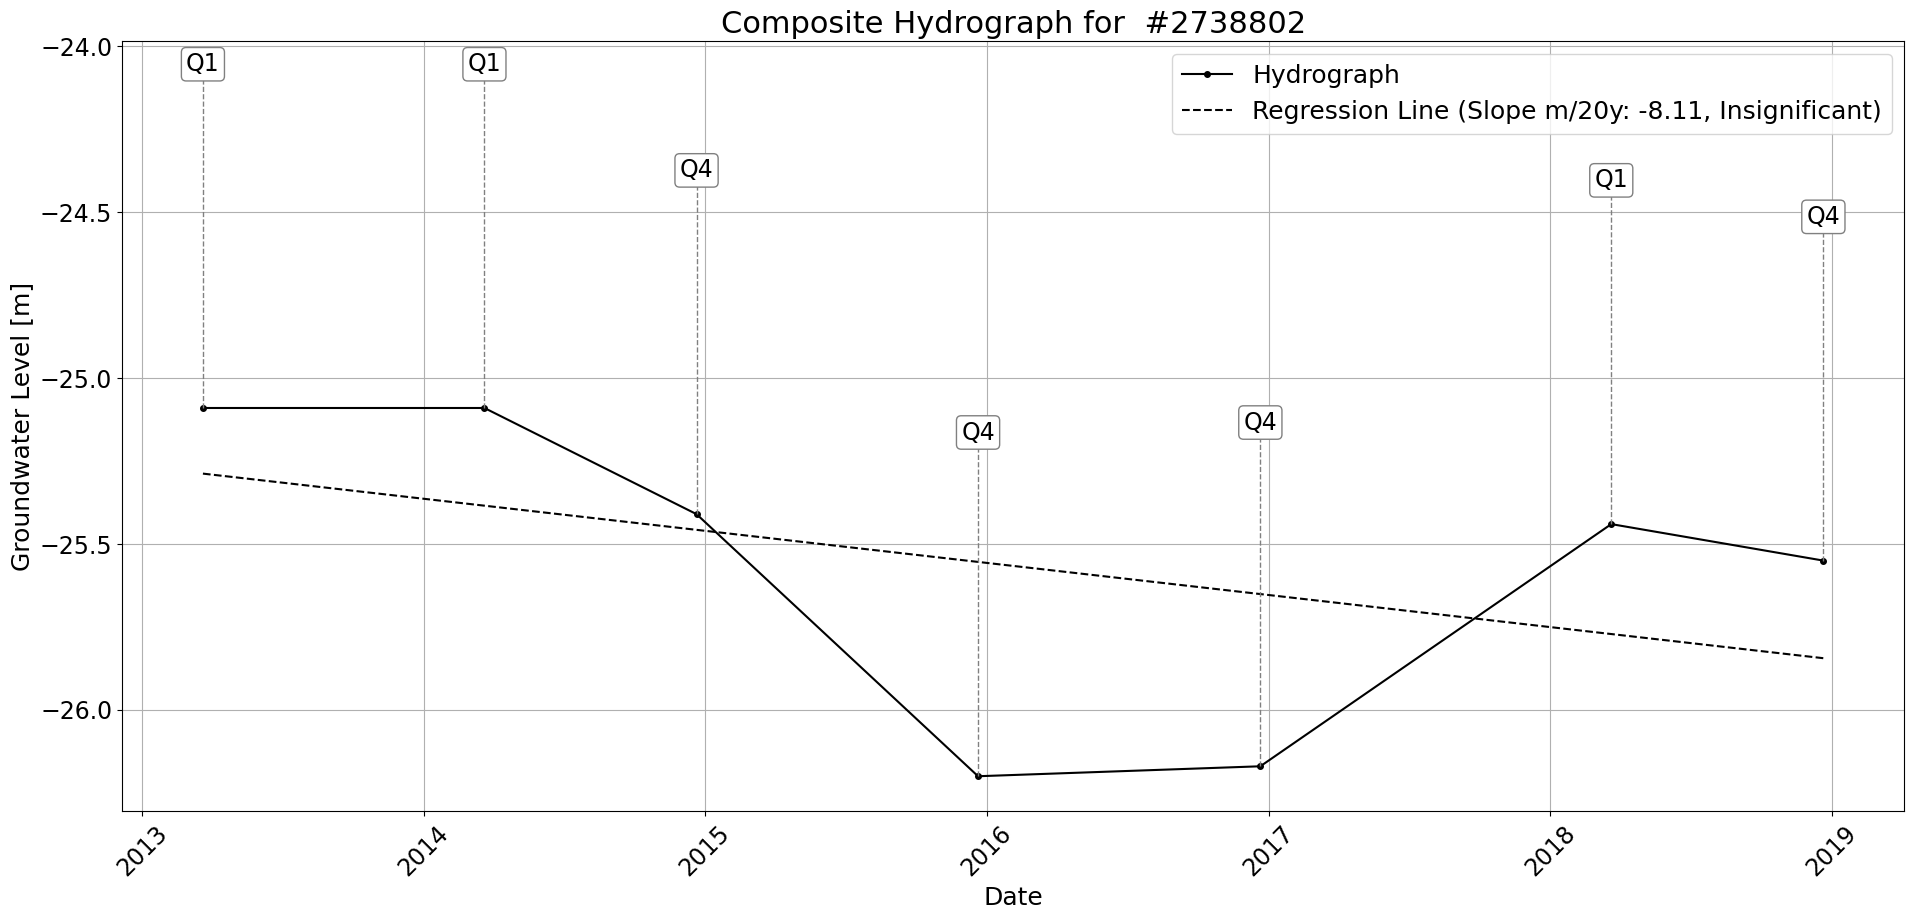 Composite Hydrograph for  #2738802
Hydrograph
Regression Line (Slope m/20y: -8.11, Insignificant)
Q1
Q1
Q4
Q4
Q4
Q1
Q4
Groundwater Level [m]
−24.0
−24.5
−25.0
−25.5
−26.0
2013
2014
2015
2016
2017
2018
2019
Date